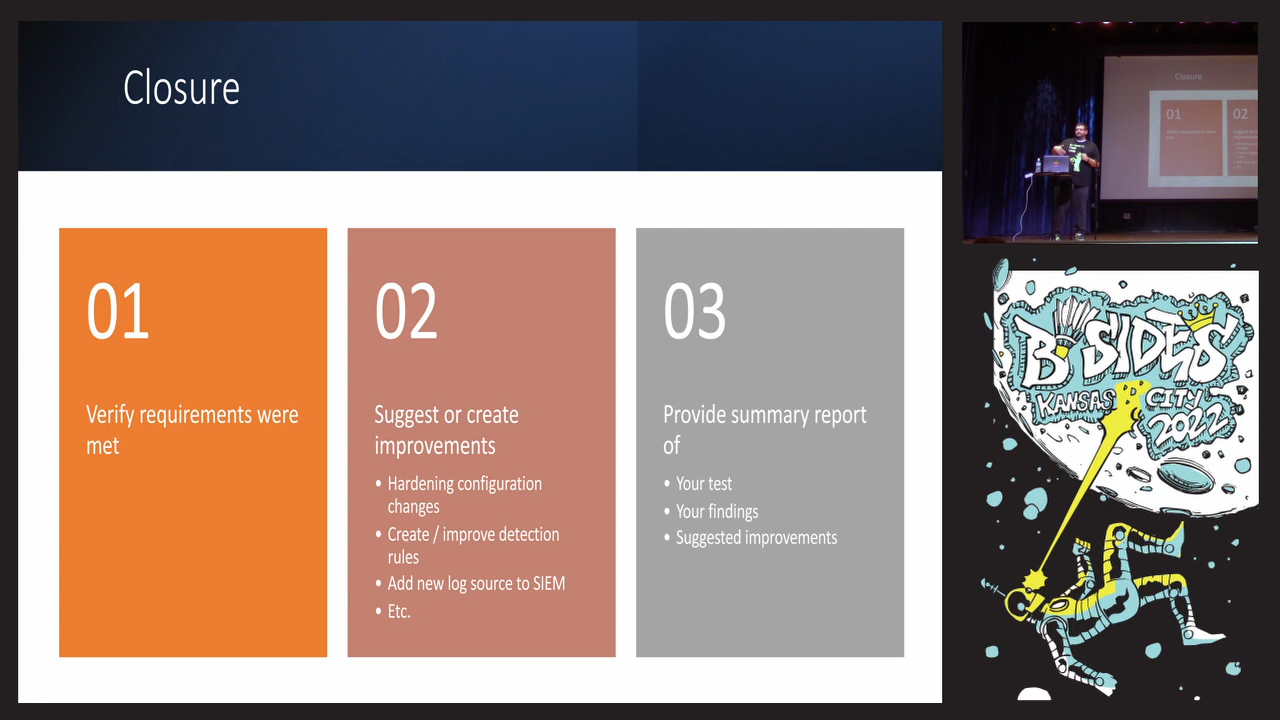 Closure
01
Verify requirements were
met
02
Suggest or create
improvements
• Hardening configuration
changes
• Create / improve detection
rules
• Add new log source to SIEM
• Etc.
03
Provide summary report
of
• Your test
• Your findings
• Suggested improvements
Closure
01
02
BSIDES
KANSAS CITY
2022